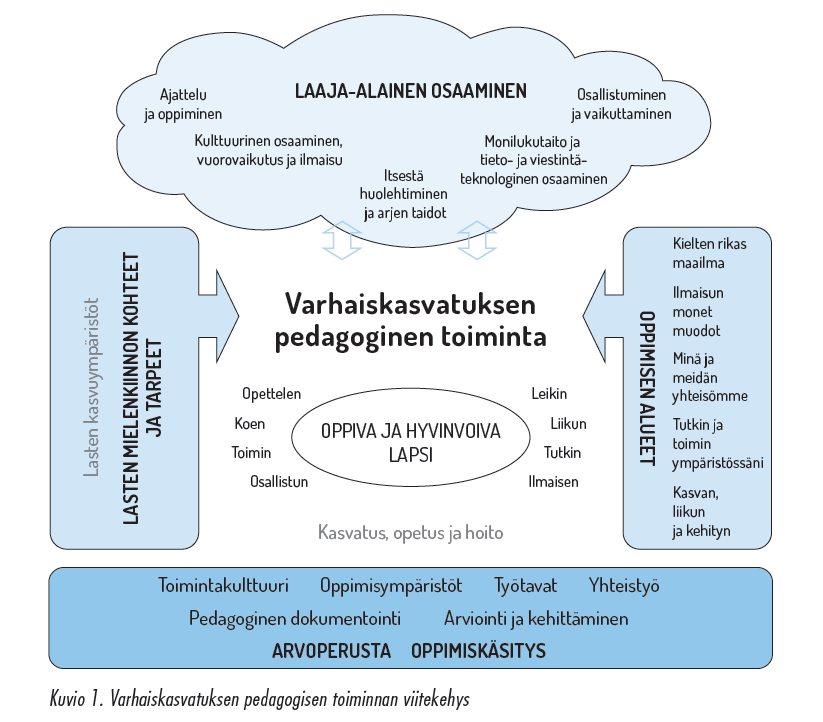 LAAJA-ALAINEN OSAAMINEN
Ajattelu
ja oppiminen
Kulttuurinen osaaminen,
vuorovaikutus ja ilmaisu
Itsestä
huolehtiminen
ja arjen taidot
Monilukutaito ja
tieto- ja viestintä-
teknologinen osaaminen
Osallistuminen
ja vaikuttaminen
Lasten kasvuympäristöt
LASTEN MIELENKIINNON KOHTEET
JA TARPEET
Varhaiskasvatuksen
pedagoginen toiminta
Opettelen
Koen
Toimin
Osallistun
OPPIVA JA HYVINVOIVA
LAPSI
Leikin
Liikun
Tutkin
Ilmaisen
Kasvatus, opetus ja hoito
OPPIMISEN ALUEET
Kielten rikas
maailma
Ilmaisun
monet
muodot
Minä ja
meidän
yhteisömme
Tutkin ja
toimin
ympäristössäni
Kasvan,
liikun
ja kehityn
Toimintakulttuuri Oppimisympäristöt Työtavat Yhteistyö
Pedagoginen dokumentointi Arviointi ja kehittäminen
ARVOPERUSTA OPPIMISKÄSITYS
Kuvio 1. Varhaiskasvatuksen pedagogisen toiminnan viitekehys